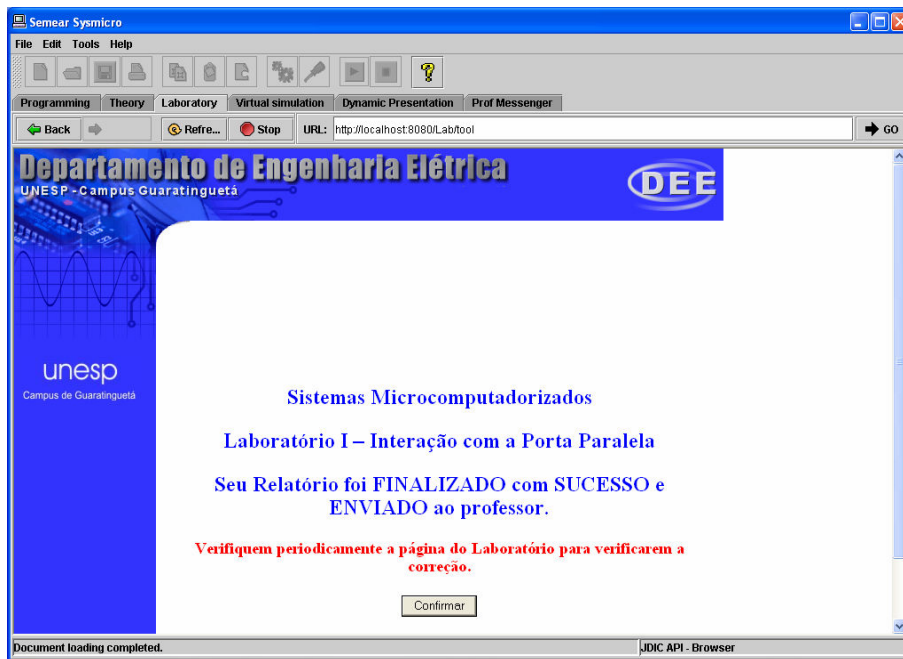 Semear Sysmicro
File Edit Tools Help
Programming Theory Laboratory Virtual simulation Dynamic Presentation Prof Messenger
Back Refre... Stop URL: http://localhost:8080/Lab/tool GO
Departamento de Engenharia Elétrica
UNESP - Campus Guaratinguetá
DEE
unesp
Campus de Guaratinguetá
Sistemas Microcomputadorizados
Laboratório I – Interação com a Porta Paralela
Seu Relatório foi FINALIZADO com SUCESSO e
ENVIADO ao professor.
Verifiquem periodicamente a página do Laboratório para verificarem a
correção.
Confirmar
Document loading completed. JDIC API - Browser